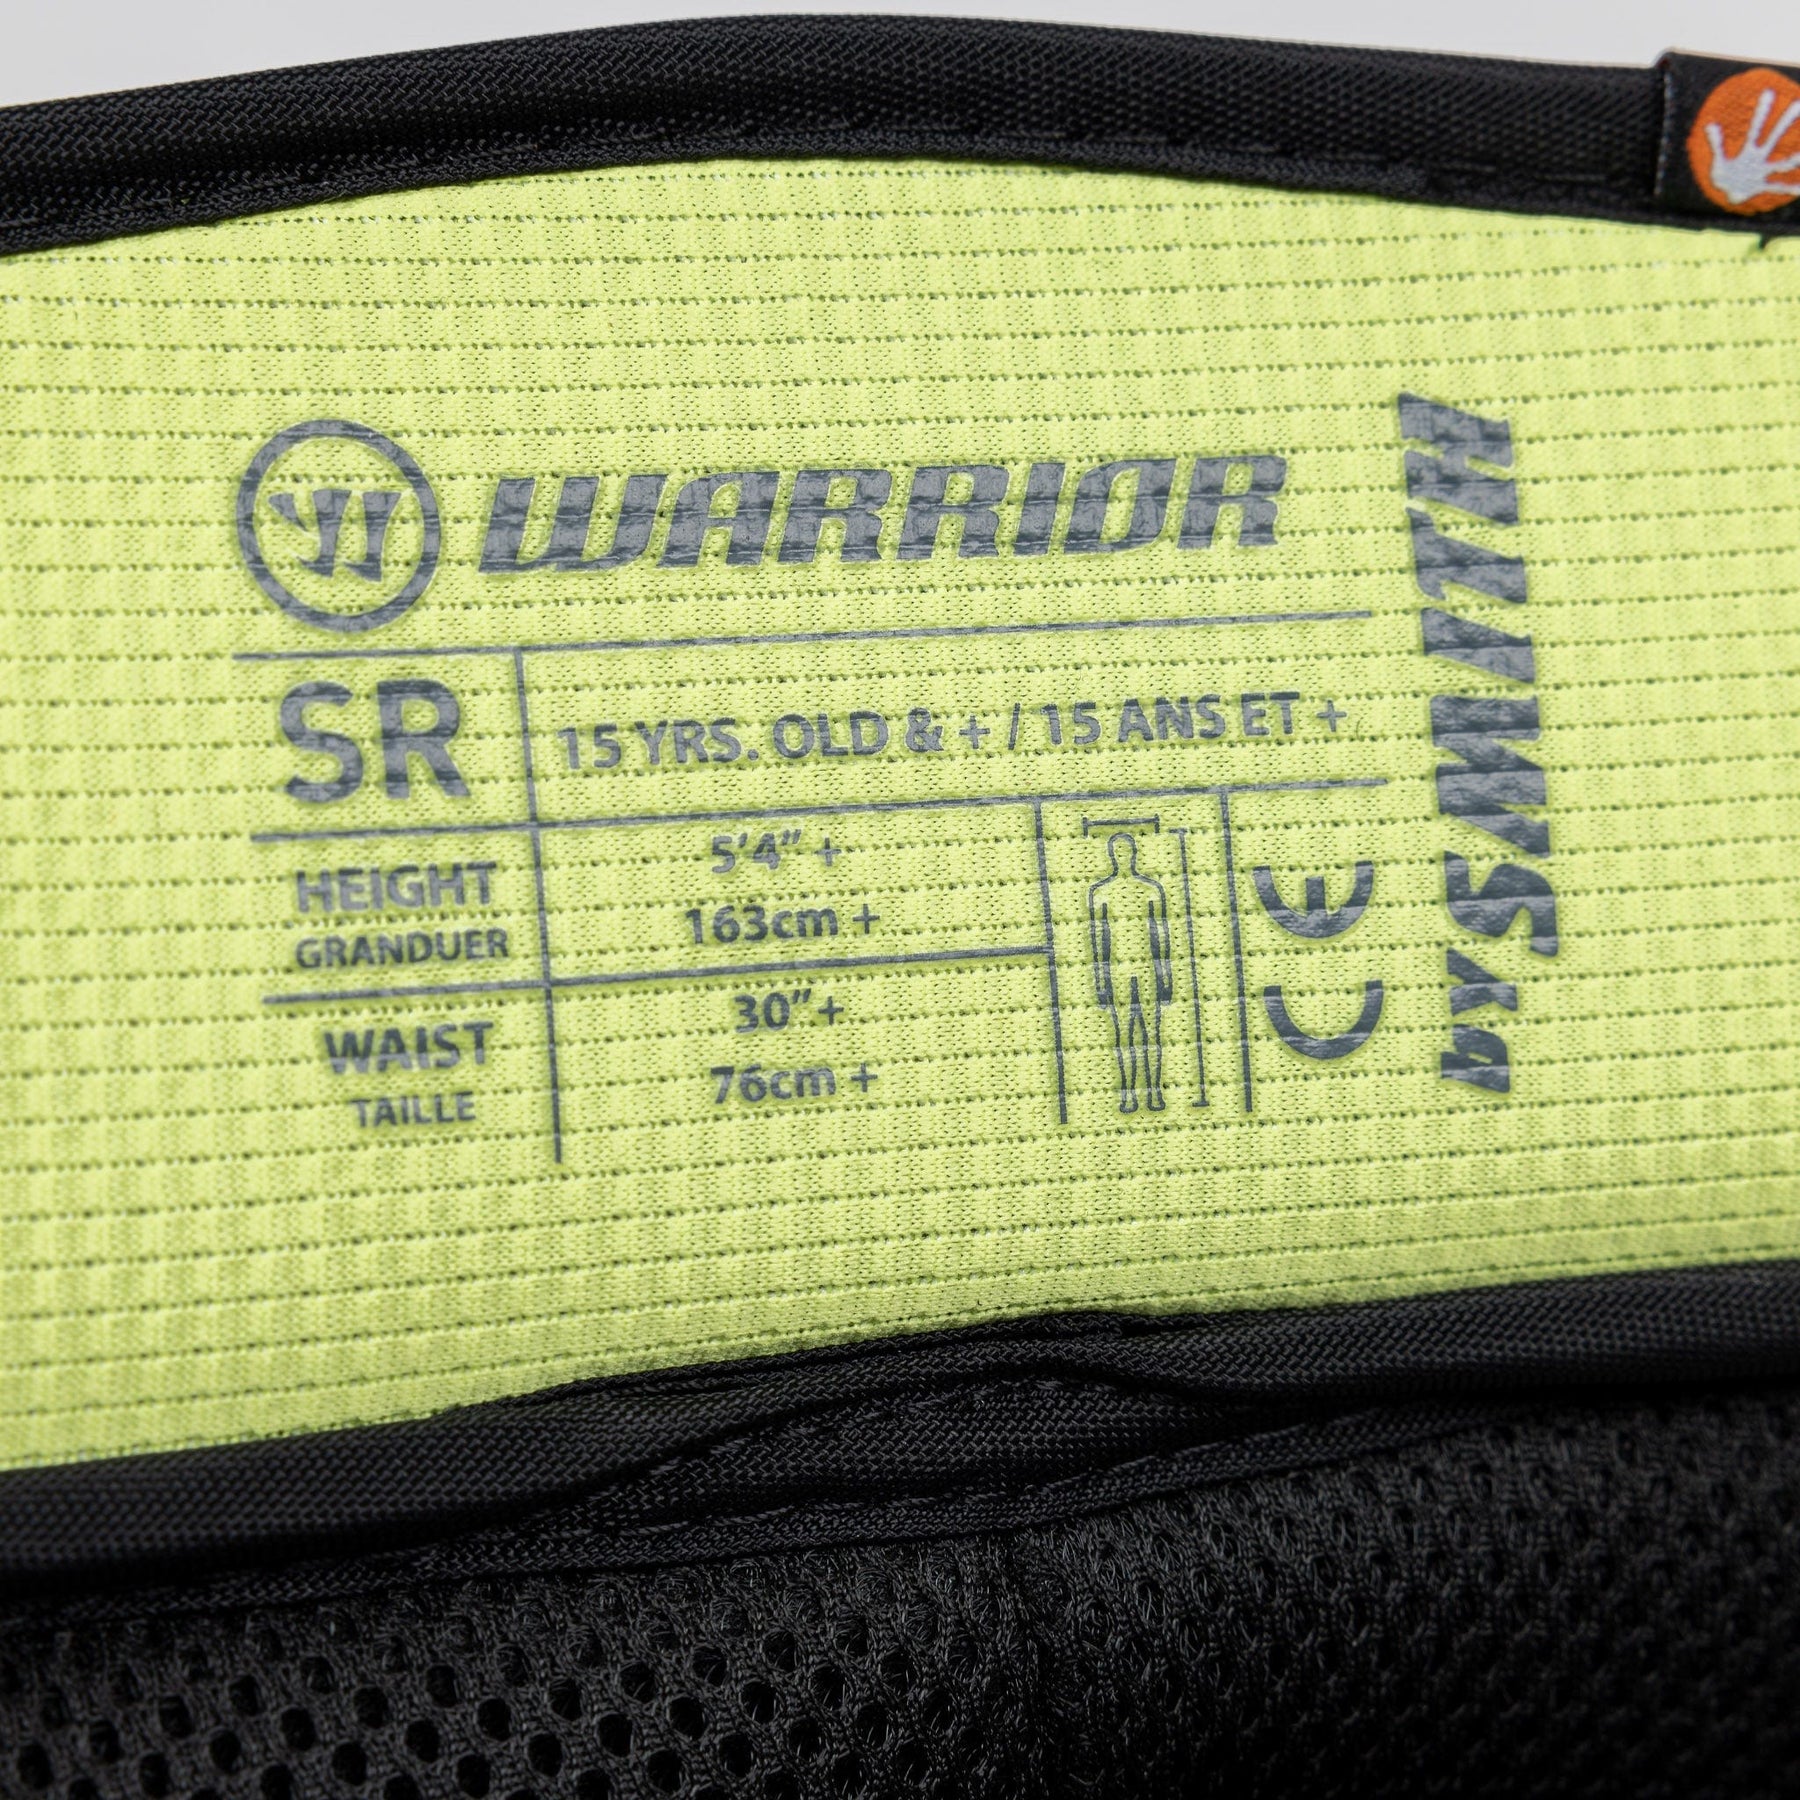 WARRIOR
bySMITH
SR
15 YRS. OLD & + / 15 ANS ET +
HEIGHT
GRANDUER
5'4" +
163cm +
WAIST
TAILLE
30"+
76cm +
CE